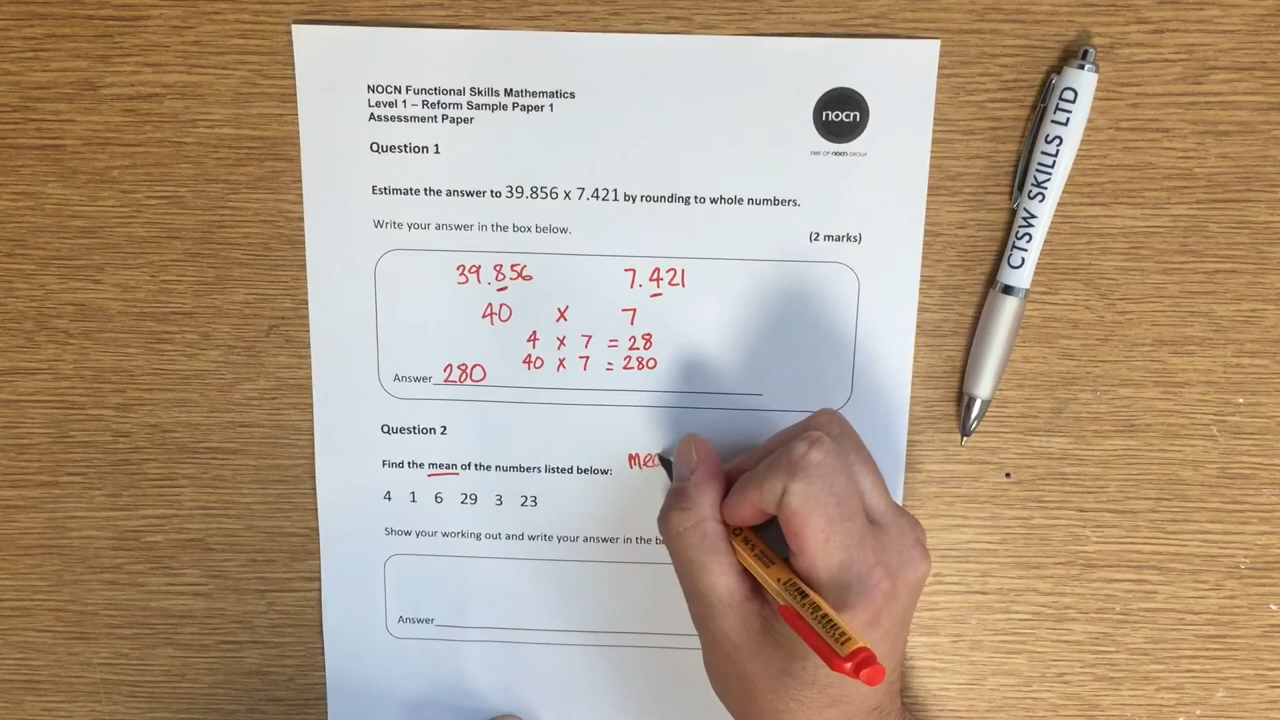 NOCN Functional Skills Mathematics
Level 1 – Reform Sample Paper 1
Assessment Paper
nocn
PART OF nocn GROUP
Question 1
Estimate the answer to 39.856 x 7.421 by rounding to whole numbers.
Write your answer in the box below.
(2 marks)
39.856 7.421
40 x 7
4 x 7 = 28
40 x 7 = 280
Answer 280
Question 2
Find the mean of the numbers listed below:
4 1 6 29 3 23
Show your working out and write your answer in the
Answer
CTSW SKILLS LTD